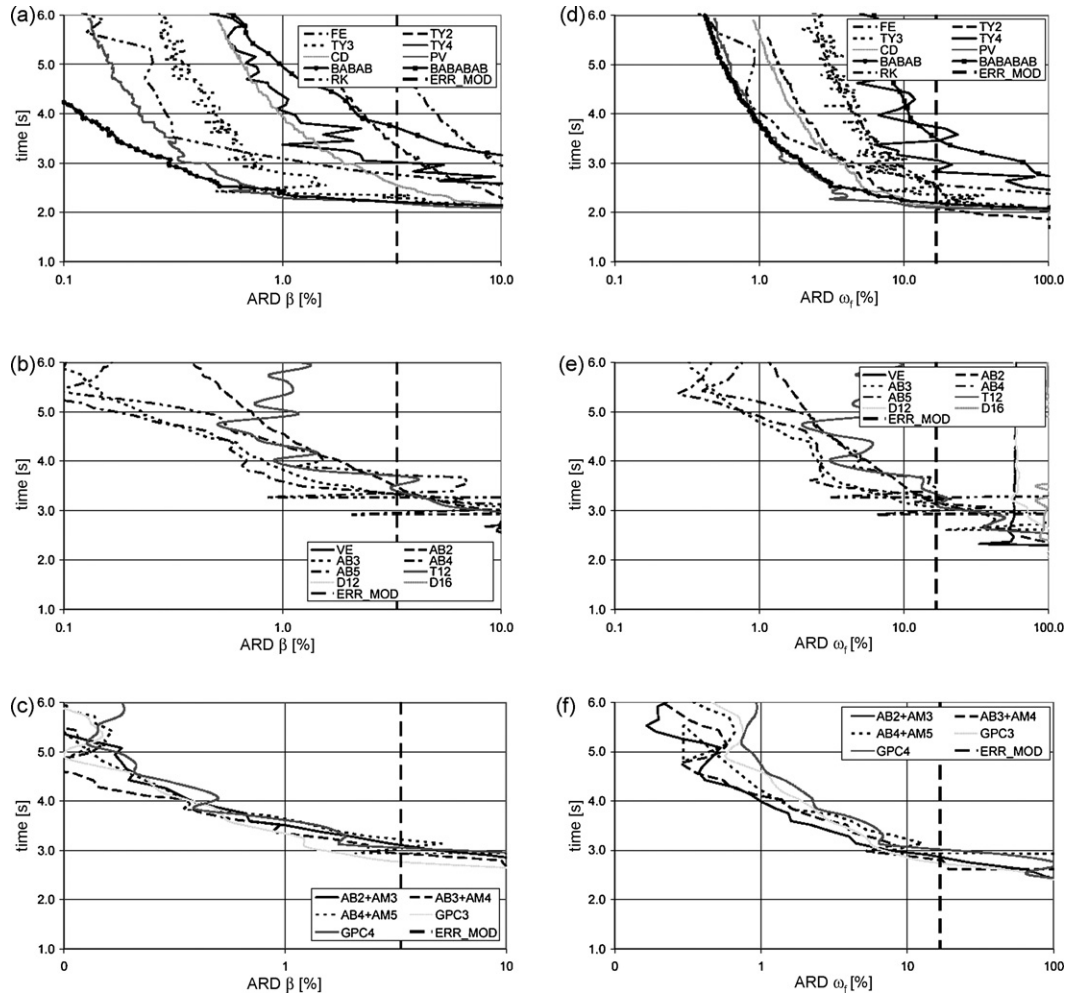 (a)
6.0
5.0
4.0
3.0
2.0
1.0
time [s]
FE TY2
TY3 TY4
CD PV
BABAB BABABAB
RK ERR_MOD
0.1 1.0 10.0
ARD β [%]
(d)
6.0
5.0
4.0
3.0
2.0
1.0
time [s]
FE TY2
TY3 TY4
CD PV
BABAB BABABAB
RK ERR_MOD
0.1 1.0 10.0 100.0
ARD ωf [%]
(b)
6.0
5.0
4.0
3.0
2.0
1.0
time [s]
VE AB2
AB3 AB4
AB5 T12
D12 D16
ERR_MOD
0.1 1.0 10.0
ARD β [%]
(e)
6.0
5.0
4.0
3.0
2.0
1.0
time [s]
VE AB2
AB3 AB4
AB5 T12
D12 D16
ERR_MOD
0.1 1.0 10.0 100.0
ARD ωf [%]
(c)
6.0
5.0
4.0
3.0
2.0
1.0
time [s]
AB2+AM3 AB3+AM4
AB4+AM5 GPC3
GPC4 ERR_MOD
0 1 10
ARD β [%]
(f)
6.0
5.0
4.0
3.0
2.0
1.0
time [s]
AB2+AM3 AB3+AM4
AB4+AM5 GPC3
GPC4 ERR_MOD
0 1 10 100
ARD ωf [%]